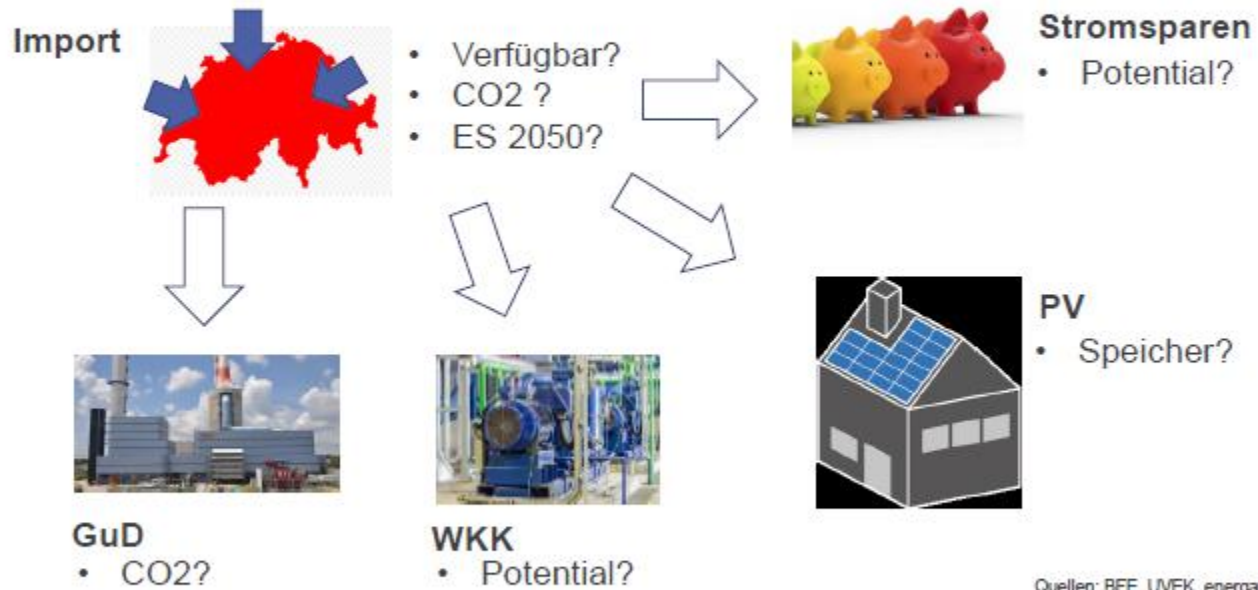 Import
• Verfügbar?
• CO2 ?
• ES 2050?
Stromsparen
• Potential?
PV
• Speicher?
GuD
• CO2?
WKK
• Potential?
Quellen: BFE, UVEK,